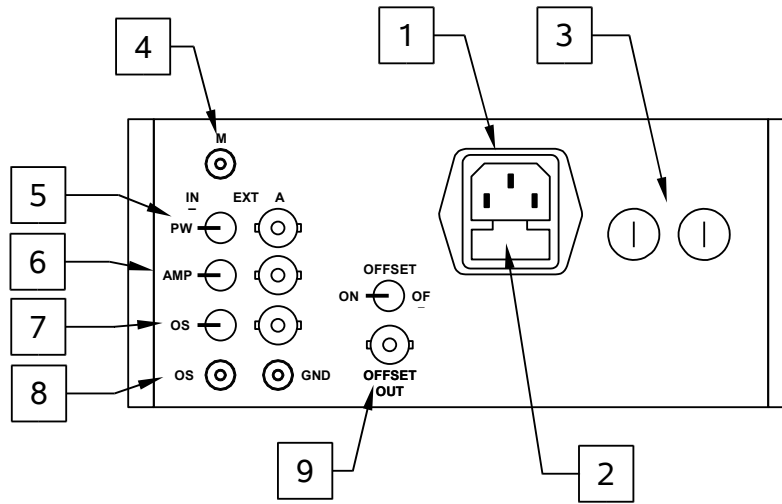 4
1
3
M
5
IN EXT A
PW
6
AMP
OFFSET
ON OF
7
OS
8
OS GND
OFFSET
OUT
9
2